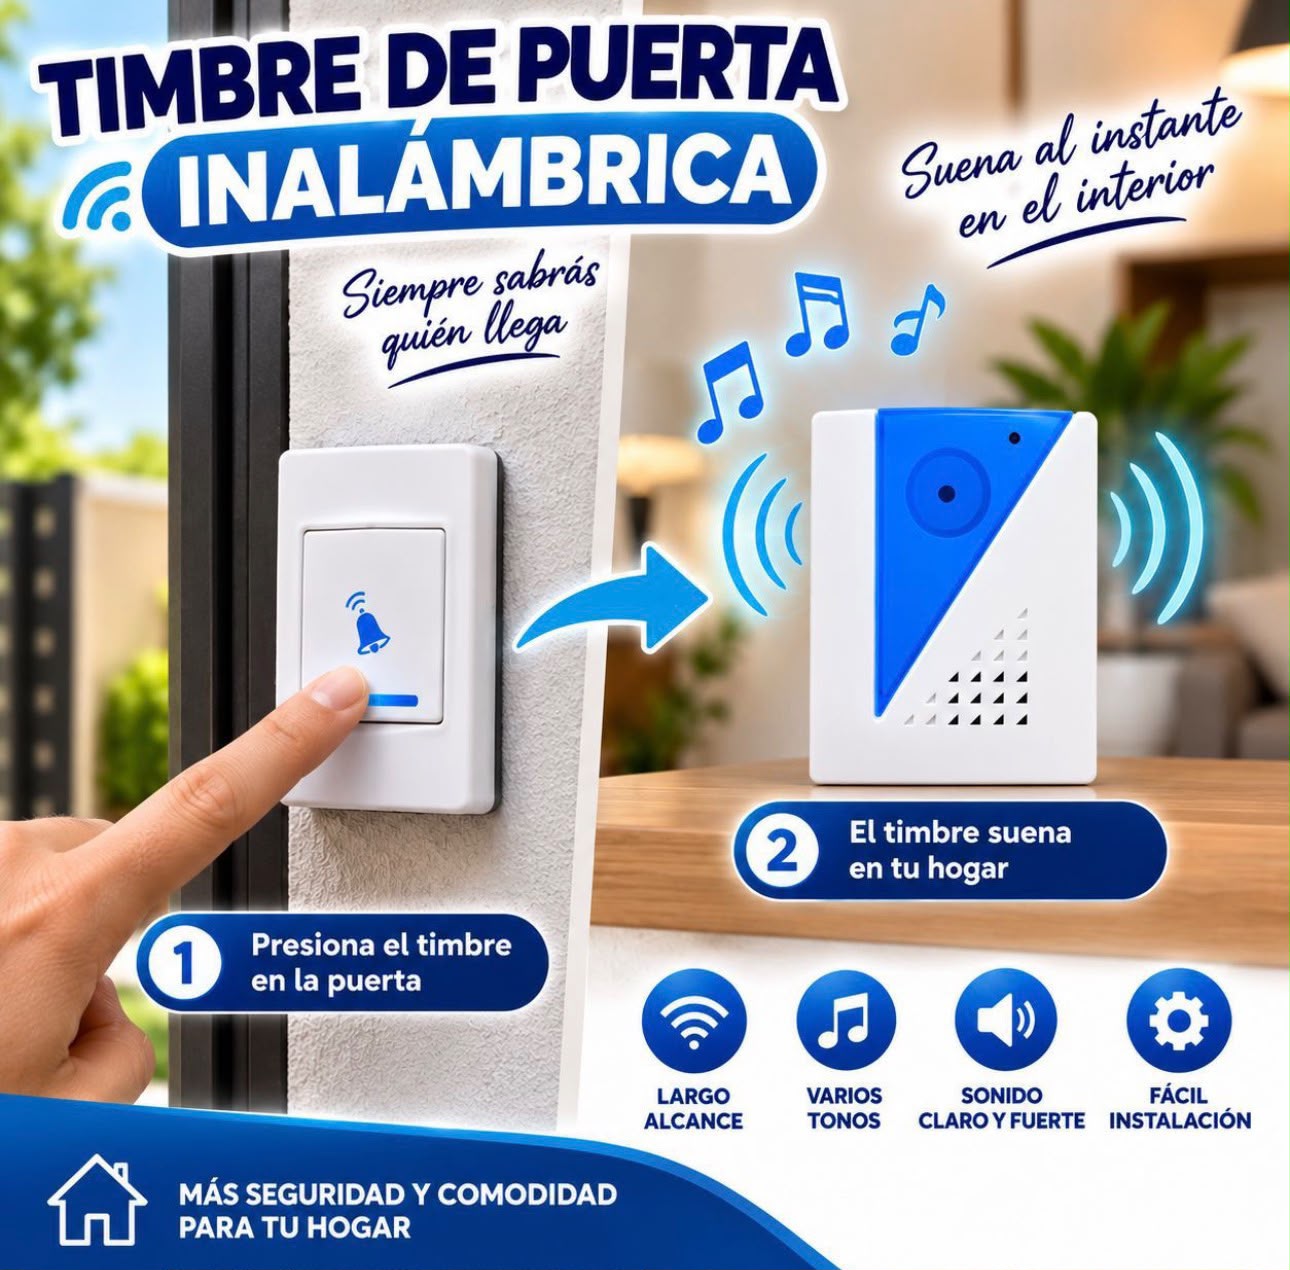 TIMBRE DE PUERTA
INALÁMBRICA
Siempre sabrás
quién llega
Suena al instante
en el interior
1
Presiona el timbre
en la puerta
2
El timbre suena
en tu hogar
LARGO
ALCANCE
VARIOS
TONOS
SONIDO
CLARO Y FUERTE
FÁCIL
INSTALACIÓN
MÁS SEGURIDAD Y COMODIDAD
PARA TU HOGAR